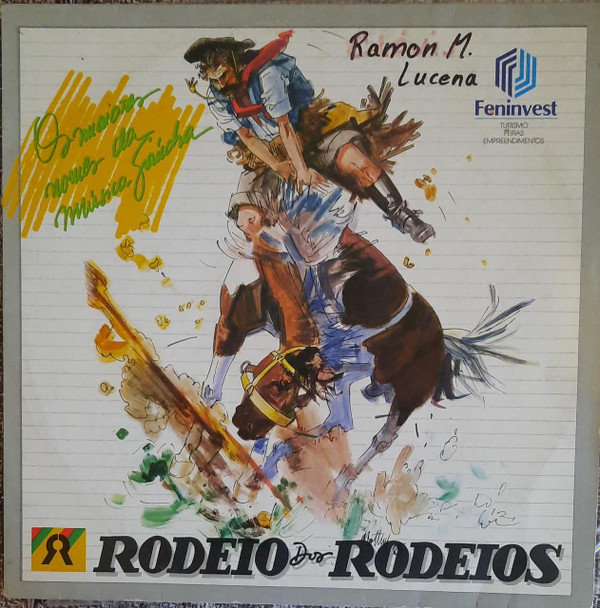 Ramon M.
Lucena
Feninvest
TURISMO
FEIRAS
EMPREENDIMENTOS
Os maiores
nomes da
Música Gaúcha
RODEIO Dos RODEIOS